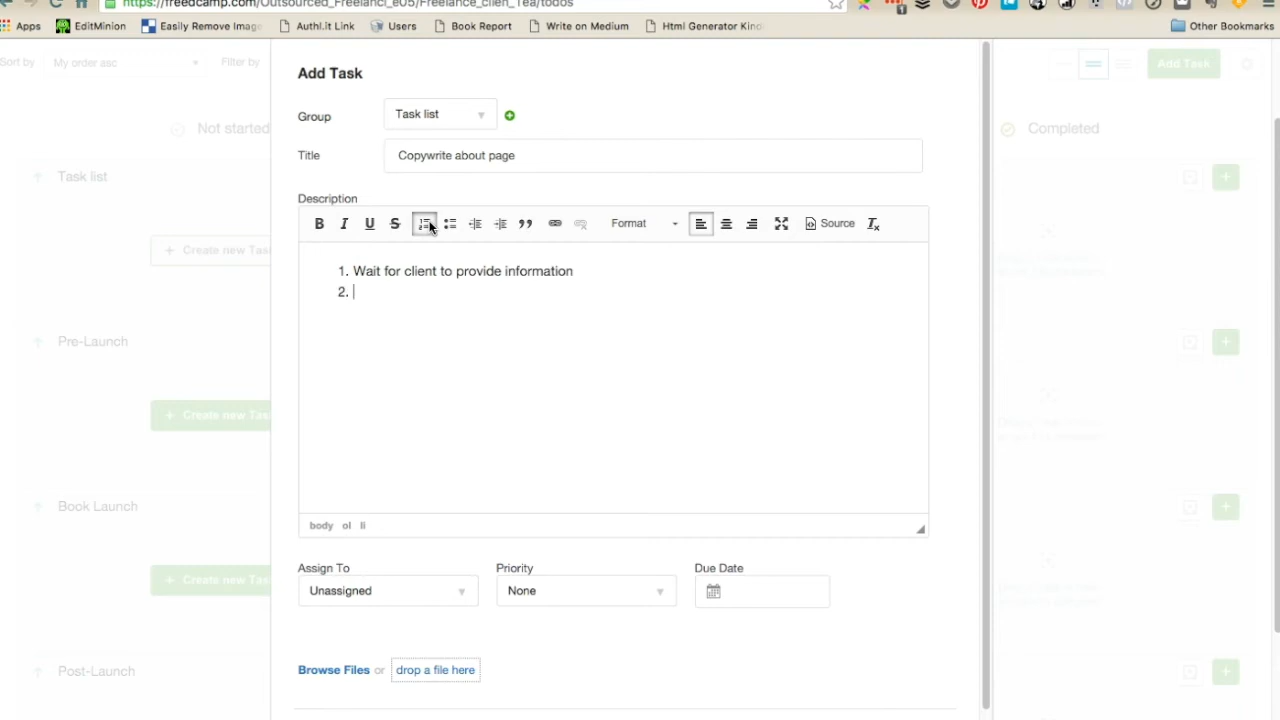 https://freedcamp.com/Outsourced_Freelanci_e05/Freelance_clien_Tea/todos
Apps EditMinion Easily Remove Image AuthI.it Link Users Book Report Write on Medium Html Generator Kind Other Bookmarks
Sort by My order asc Filter by Add Task
Add Task
Group Task list
Not started Completed
Title Copywrite about page
Task list
Description
B I U S Format Source
+ Create new Tas
1. Wait for client to provide information
2.
Pre-Launch
+ Create new Tas
Book Launch
body ol li
Assign To Priority Due Date
+ Create new Tas
Unassigned None
Post-Launch
Browse Files or drop a file here